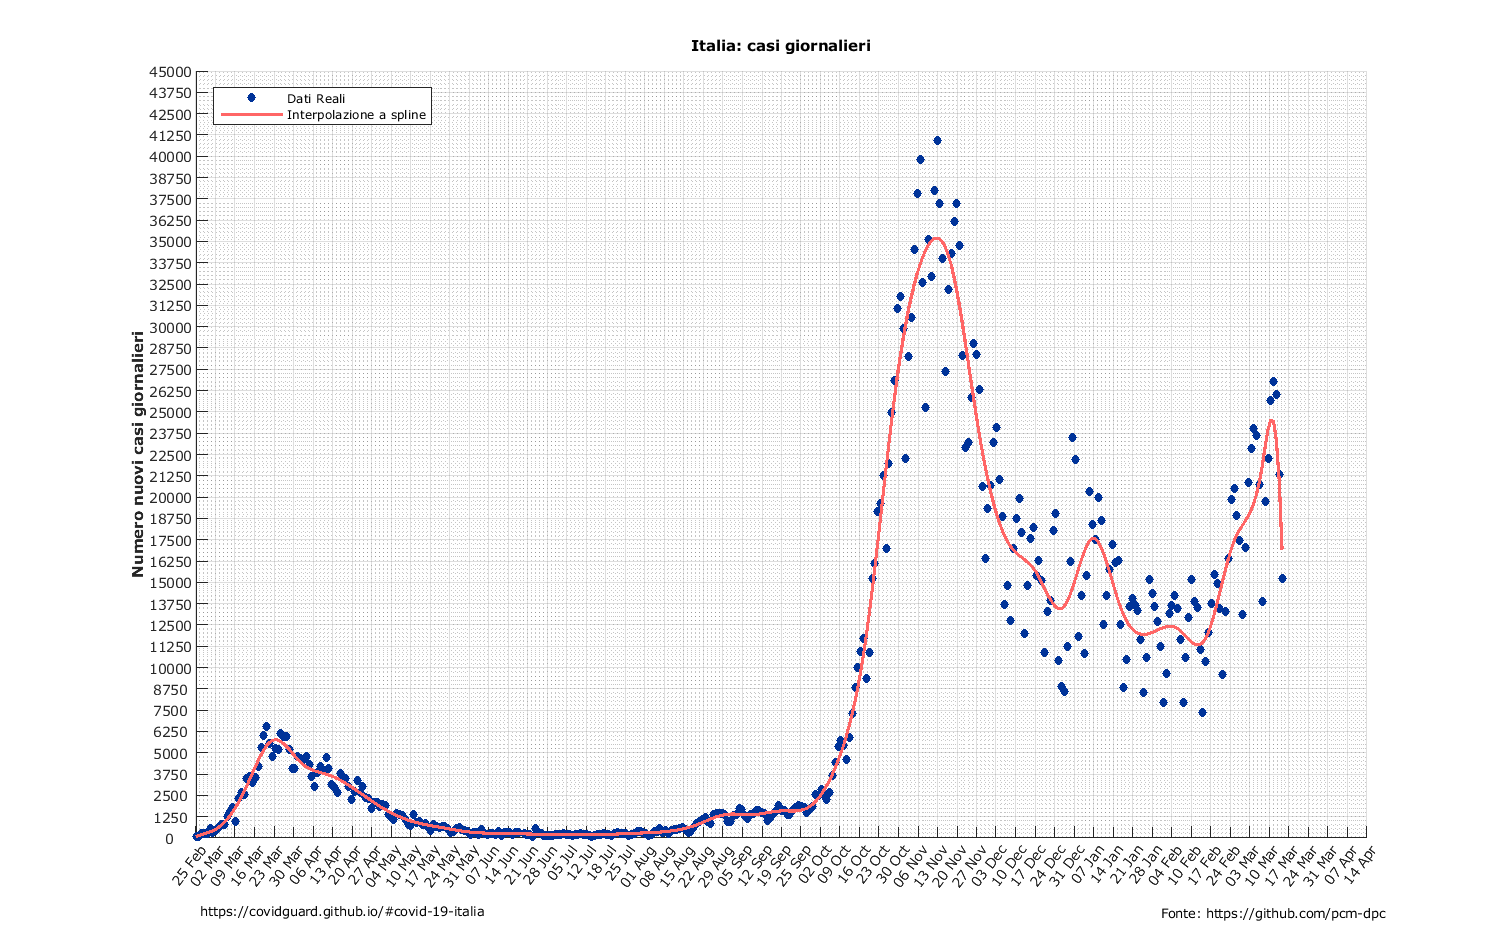 Italia: casi giornalieri
Dati Reali
Interpolazione a spline
Numero nuovi casi giornalieri
45000
43750
42500
41250
40000
38750
37500
36250
35000
33750
32500
31250
30000
28750
27500
26250
25000
23750
22500
21250
20000
18750
17500
16250
15000
13750
12500
11250
10000
8750
7500
6250
5000
3750
2500
1250
0
25 Feb
02 Mar
09 Mar
16 Mar
23 Mar
30 Mar
06 Apr
13 Apr
20 Apr
27 Apr
04 May
10 May
17 May
24 May
31 May
07 Jun
14 Jun
21 Jun
28 Jun
05 Jul
12 Jul
18 Jul
25 Jul
01 Aug
08 Aug
15 Aug
22 Aug
29 Aug
05 Sep
12 Sep
19 Sep
25 Sep
02 Oct
09 Oct
16 Oct
23 Oct
30 Oct
06 Nov
13 Nov
20 Nov
27 Nov
03 Dec
10 Dec
17 Dec
24 Dec
31 Dec
07 Jan
14 Jan
21 Jan
28 Jan
04 Feb
10 Feb
17 Feb
24 Feb
03 Mar
10 Mar
17 Mar
24 Mar
31 Mar
07 Apr
14 Apr
https://covidguard.github.io/#covid-19-italia
Fonte: https://github.com/pcm-dpc